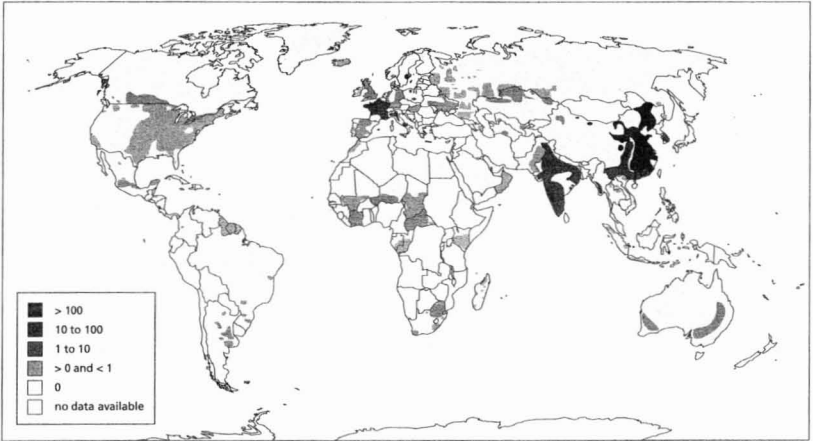 > 100
10 to 100
1 to 10
> 0 and < 1
0
no data available